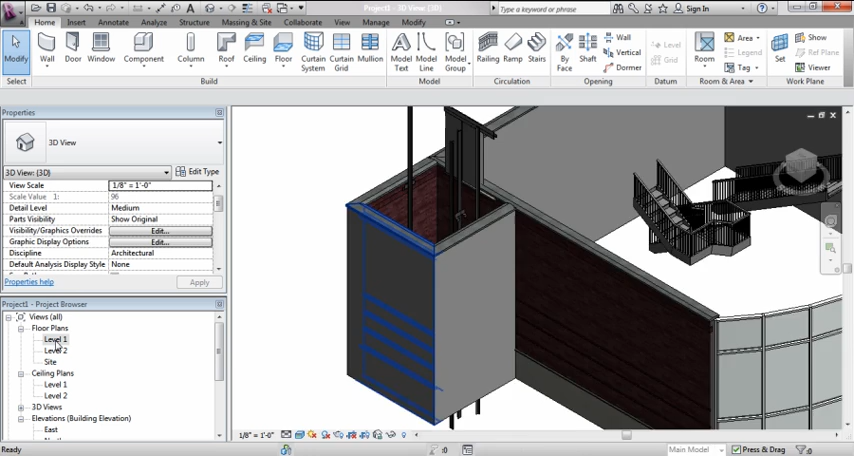 Project1 - 3D View: {3D}
Type a keyword or phrase
Sign In
Home Insert Annotate Analyze Structure Massing & Site Collaborate View Manage Modify
Modify Wall Door Window Component Column Roof Ceiling Floor Curtain System Curtain Grid Mullion Model Text Model Line Model Group Railing Ramp Stairs By Face Shaft Wall Vertical Dormer Level Grid Room Area Legend Tag Set Show Ref Plane Viewer
Select Build Model Circulation Opening Datum Room & Area Work Plane
Properties
3D View
3D View: {3D} Edit Type
View Scale 1/8" = 1'-0"
Scale Value 1: 96
Detail Level Medium
Parts Visibility Show Original
Visibility/Graphics Overrides Edit...
Graphic Display Options Edit...
Discipline Architectural
Default Analysis Display Style None
Properties help Apply
Project1 - Project Browser
Views (all)
Floor Plans
Level 1
Level 2
Site
Ceiling Plans
Level 1
Level 2
3D Views
Elevations (Building Elevation)
East
1/8" = 1'-0"
Ready :0 Main Model Press & Drag :0